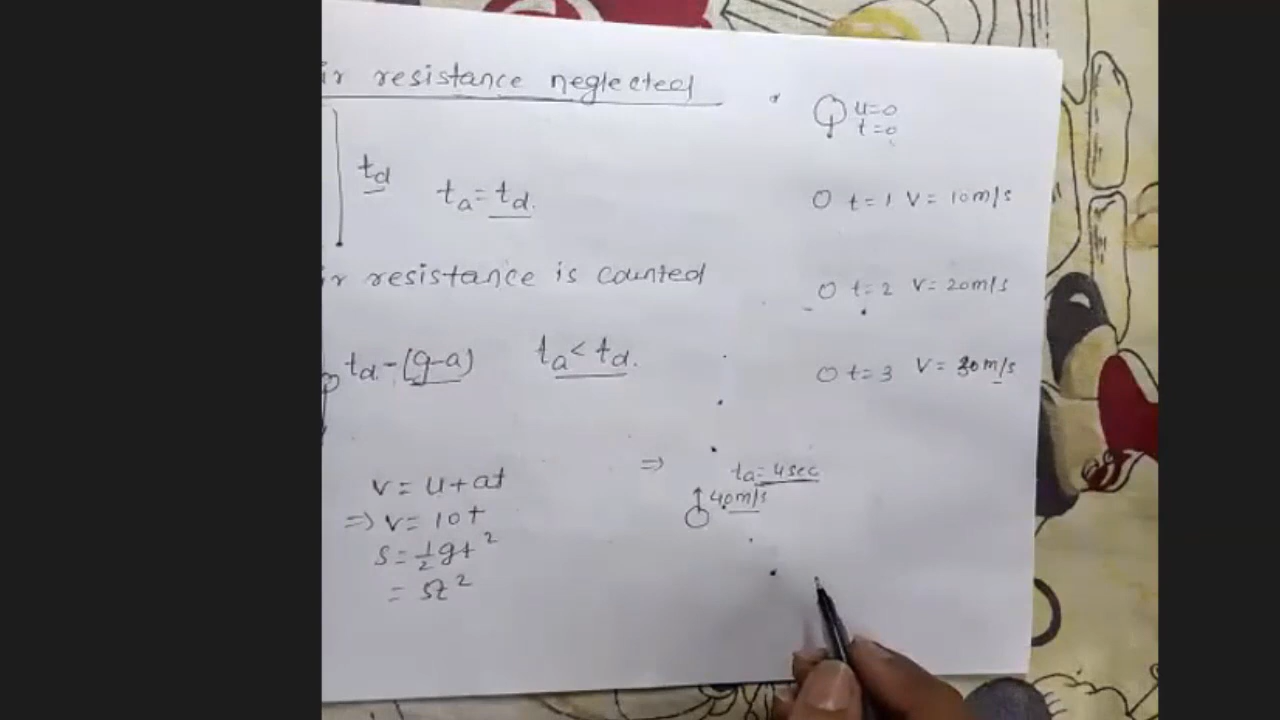 ir resistance neglected
td
ta = td.
ir resistance is counted
td - (g-a)
ta < td.
v = u + at
=> v = 10t
s = ½gt²
= 5t²
u=0
t=0
t = 1 v = 10m/s
t = 2 v = 20m/s
t = 3 v = 30m/s
=>
ta = 4sec
40m/s